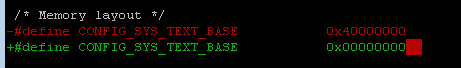 /* Memory layout */
-#define CONFIG_SYS_TEXT_BASE 0x40000000
+#define CONFIG_SYS_TEXT_BASE 0x00000000